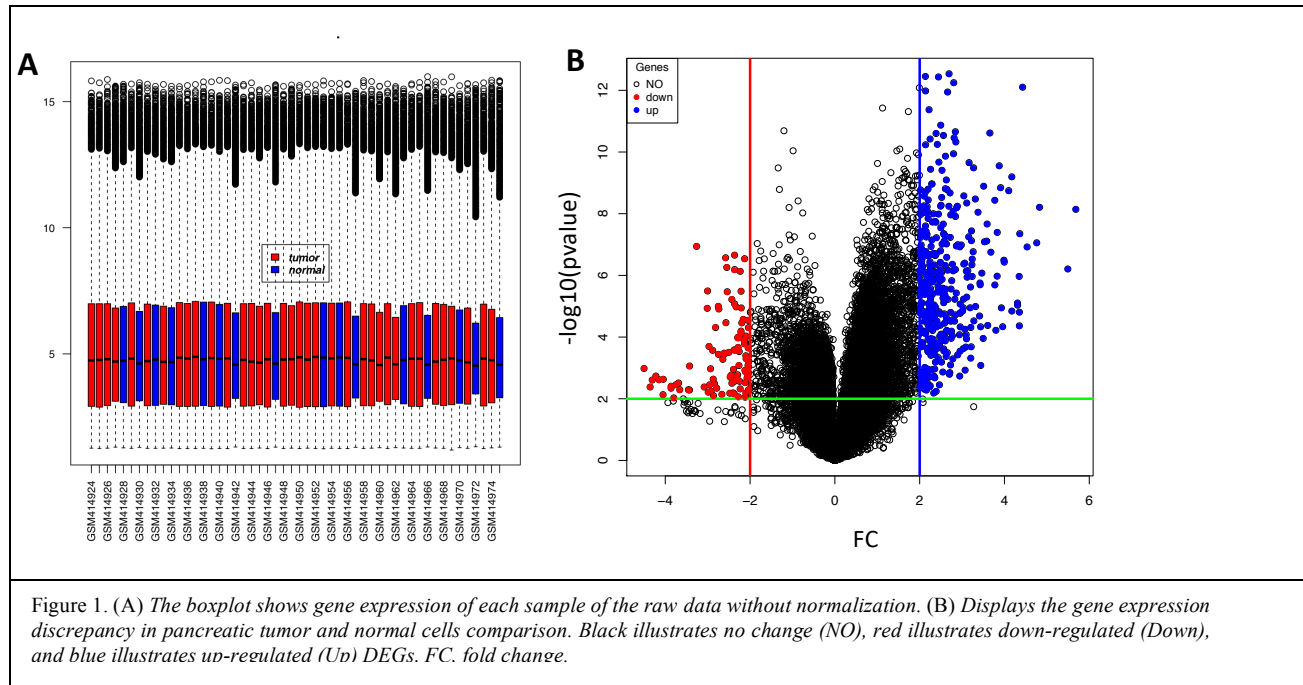 A
15
10
5
tumor
normal
GSM414924
GSM414926
GSM414928
GSM414930
GSM414932
GSM414934
GSM414936
GSM414938
GSM414940
GSM414942
GSM414944
GSM414946
GSM414948
GSM414950
GSM414952
GSM414954
GSM414956
GSM414958
GSM414960
GSM414962
GSM414964
GSM414966
GSM414968
GSM414970
GSM414972
GSM414974
B
Genes
NO
down
up
-log10(pvalue)
12
10
8
6
4
2
0
−4
−2
0
2
4
6
FC
Figure 1. (A) The boxplot shows gene expression of each sample of the raw data without normalization. (B) Displays the gene expression
discrepancy in pancreatic tumor and normal cells comparison. Black illustrates no change (NO), red illustrates down-regulated (Down),
and blue illustrates up-regulated (Up) DEGs. FC, fold change.